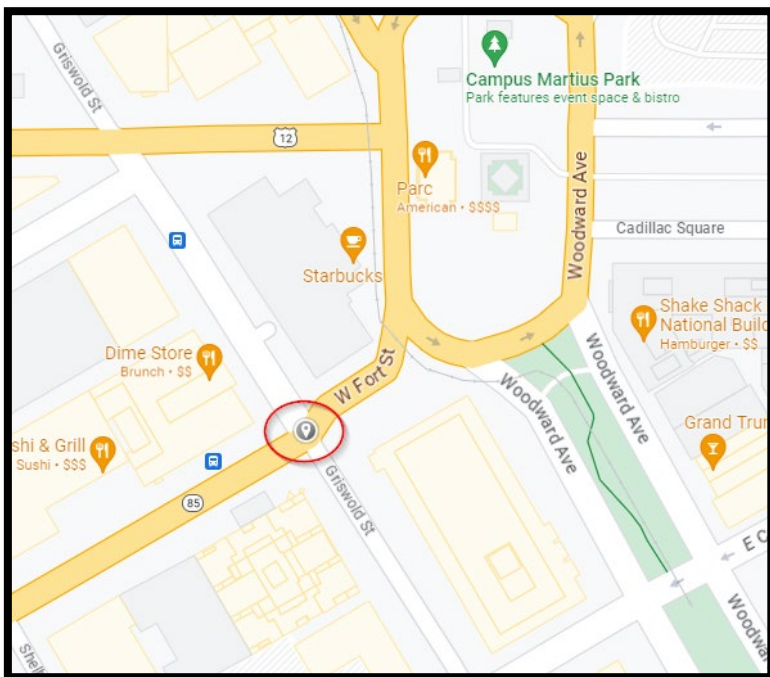 Griswold St
Campus Martius Park
Park features event space & bistro
12
Parc
American • $$$$
Woodward Ave
Cadillac Square
Starbucks
Shake Shack
National Build
Hamburger • $$
Dime Store
Brunch • $$
W Fort St
Woodward Ave
Woodward Ave
shi & Grill
Sushi • $$$
Grand Trun
85
Griswold St
E C
Woodward
Shelb